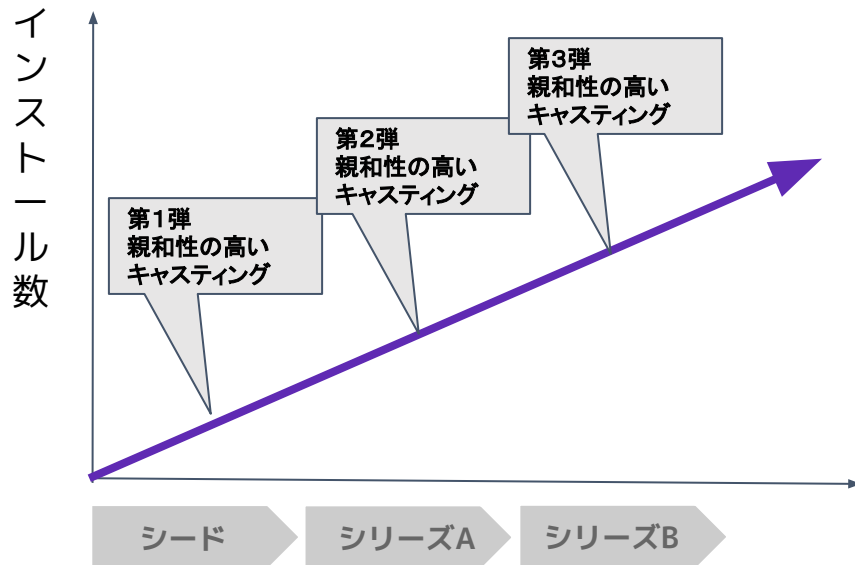 インストール数
第1弾
親和性の高い
キャスティング
第2弾
親和性の高い
キャスティング
第3弾
親和性の高い
キャスティング
シード
シリーズA
シリーズB